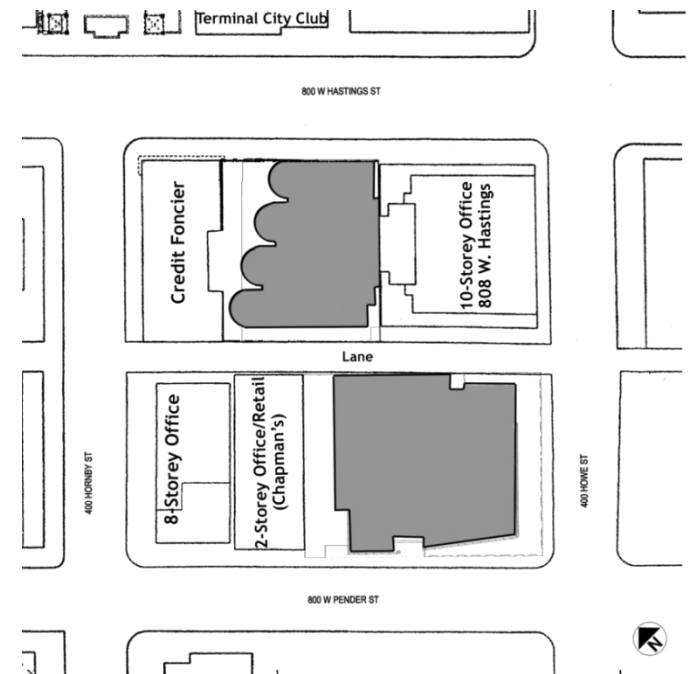 Terminal City Club
800 W HASTINGS ST
Credit Foncier
10-Storey Office
808 W. Hastings
Lane
8-Storey Office
2-Storey Office/Retail
(Chapman's)
400 HORNBY ST
400 HOWE ST
800 W PENDER ST
N